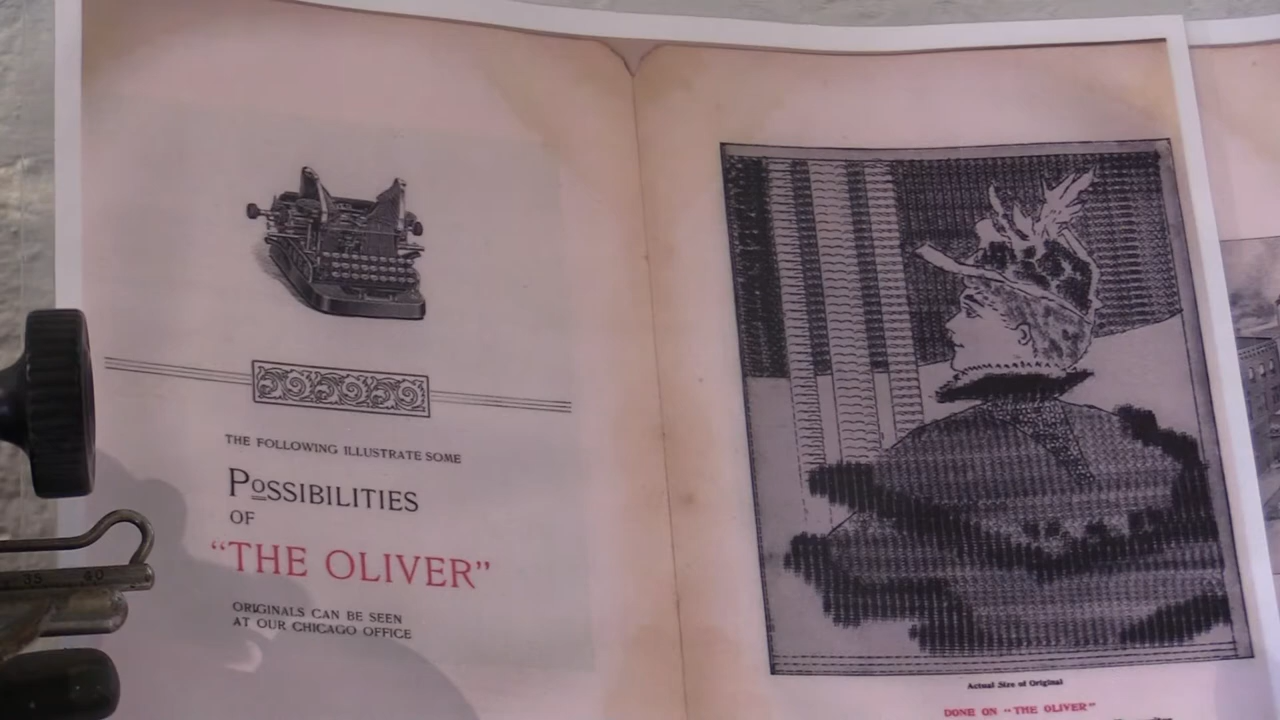 THE FOLLOWING ILLUSTRATE SOME
POSSIBILITIES
OF
"THE OLIVER"
ORIGINALS CAN BE SEEN
AT OUR CHICAGO OFFICE
Actual Size of Original
DONE ON "THE OLIVER"
35 40